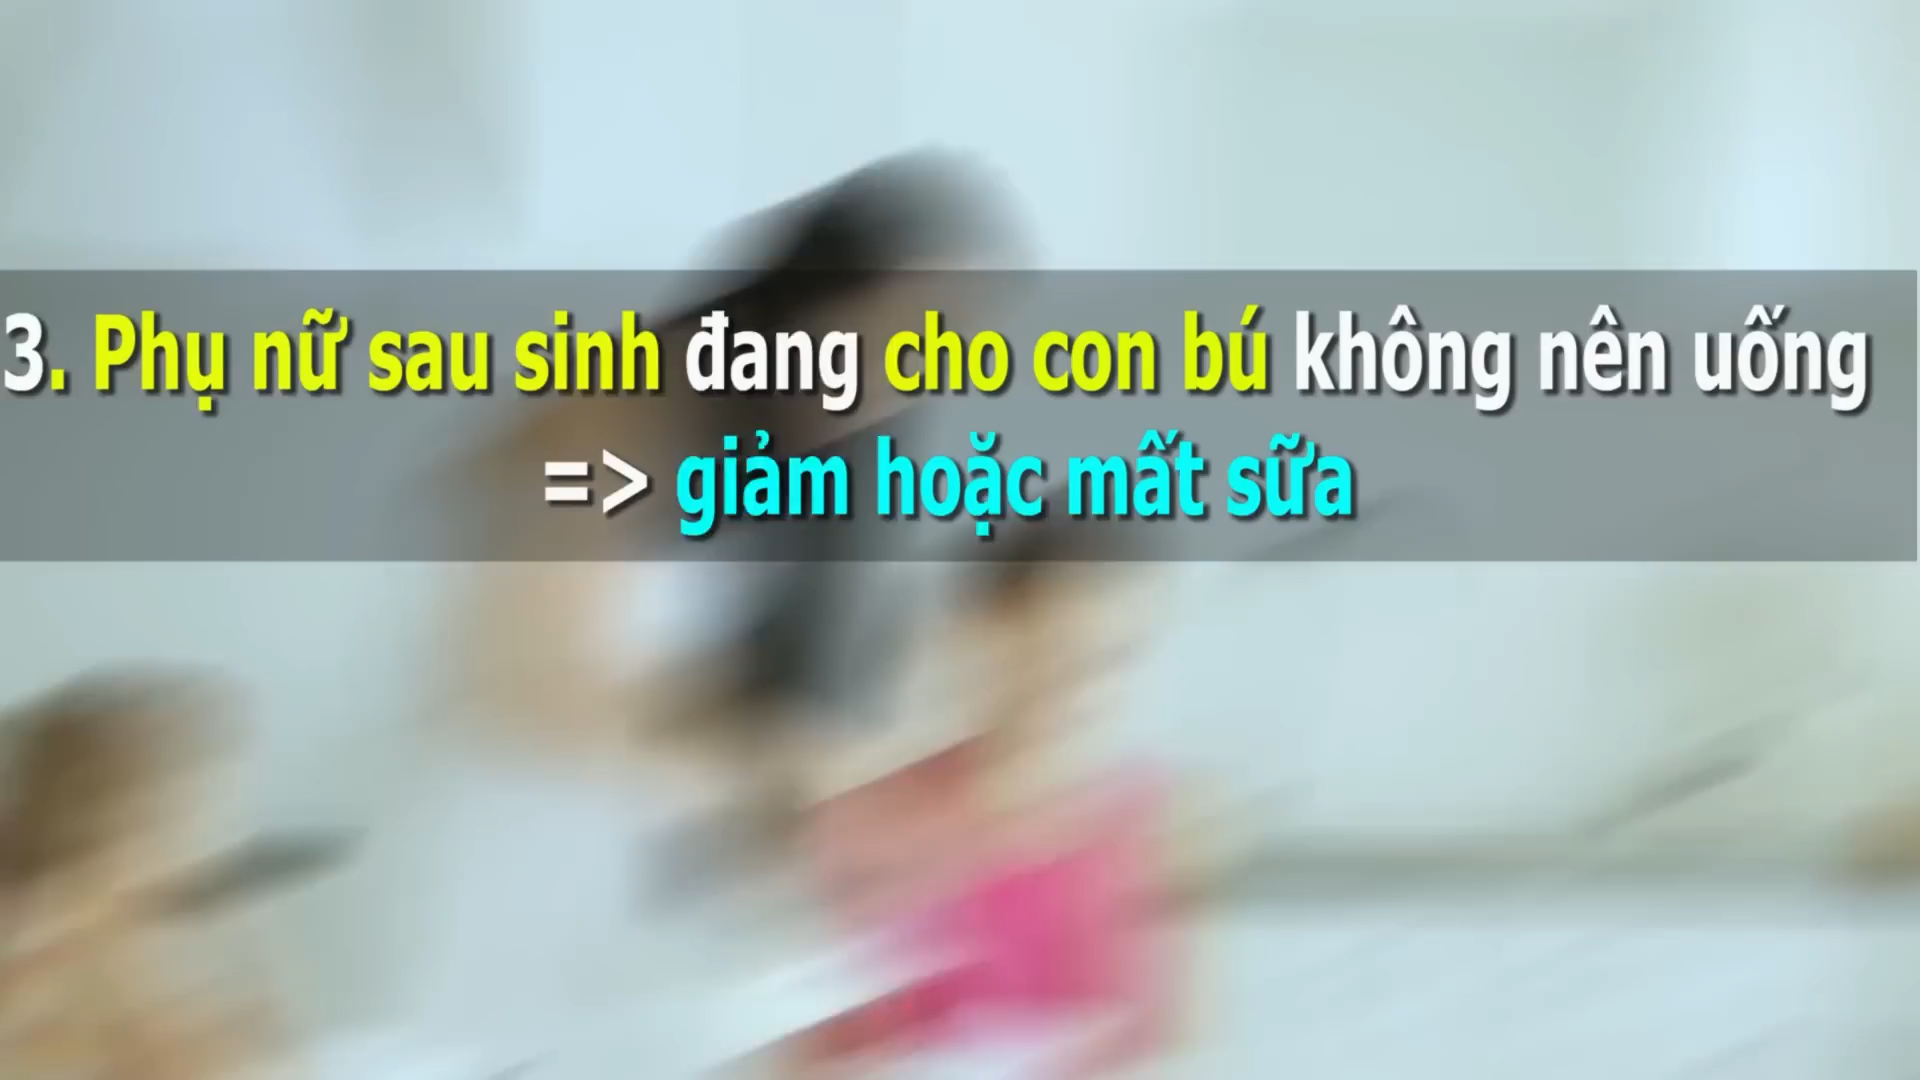 3. Phụ nữ sau sinh đang cho con bú không nên uống
=> giảm hoặc mất sữa